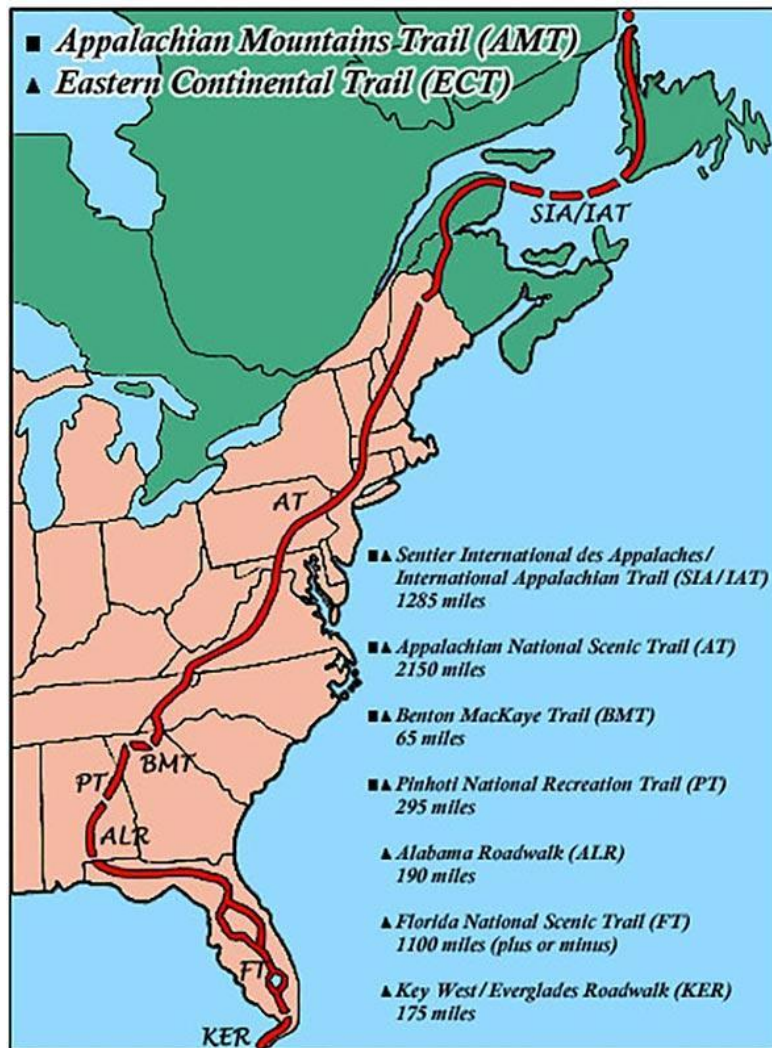 ■ Appalachian Mountains Trail (AMT)
▲ Eastern Continental Trail (ECT)
SIA/IAT
AT
■▲ Sentier International des Appalaches/
International Appalachian Trail (SIA/IAT)
1285 miles
■▲ Appalachian National Scenic Trail (AT)
2150 miles
■▲ Benton MacKaye Trail (BMT)
65 miles
BMT
PT
■▲ Pinhoti National Recreation Trail (PT)
295 miles
ALR
▲ Alabama Roadwalk (ALR)
190 miles
▲ Florida National Scenic Trail (FT)
1100 miles (plus or minus)
FT
▲ Key West/Everglades Roadwalk (KER)
175 miles
KER